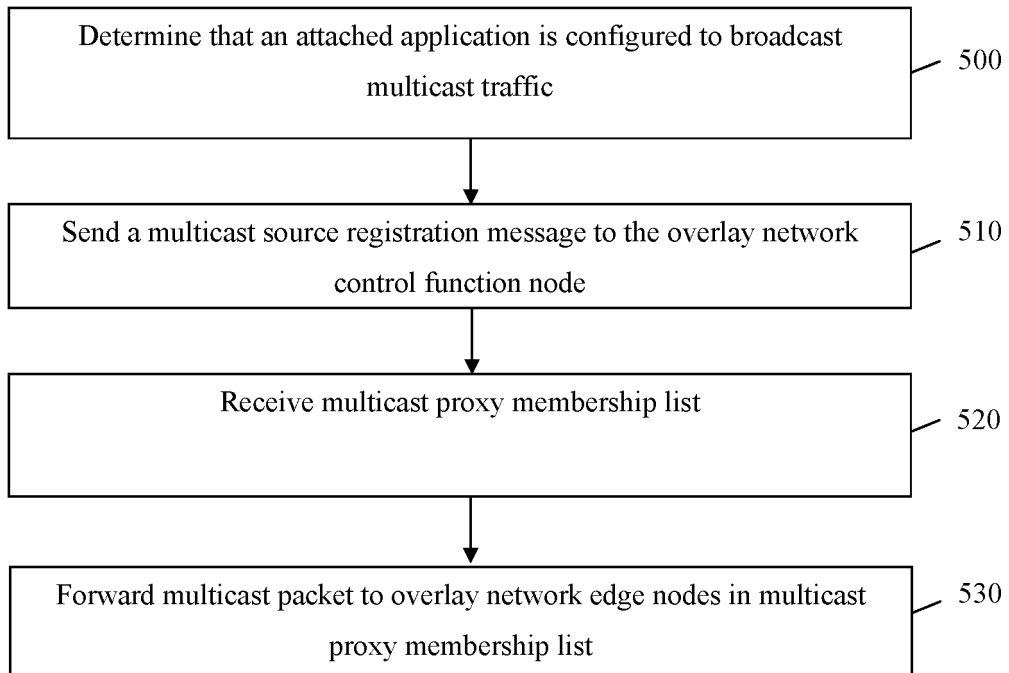 Determine that an attached application is configured to broadcast
multicast traffic
500
Send a multicast source registration message to the overlay network
control function node
510
Receive multicast proxy membership list
520
Forward multicast packet to overlay network edge nodes in multicast
proxy membership list
530